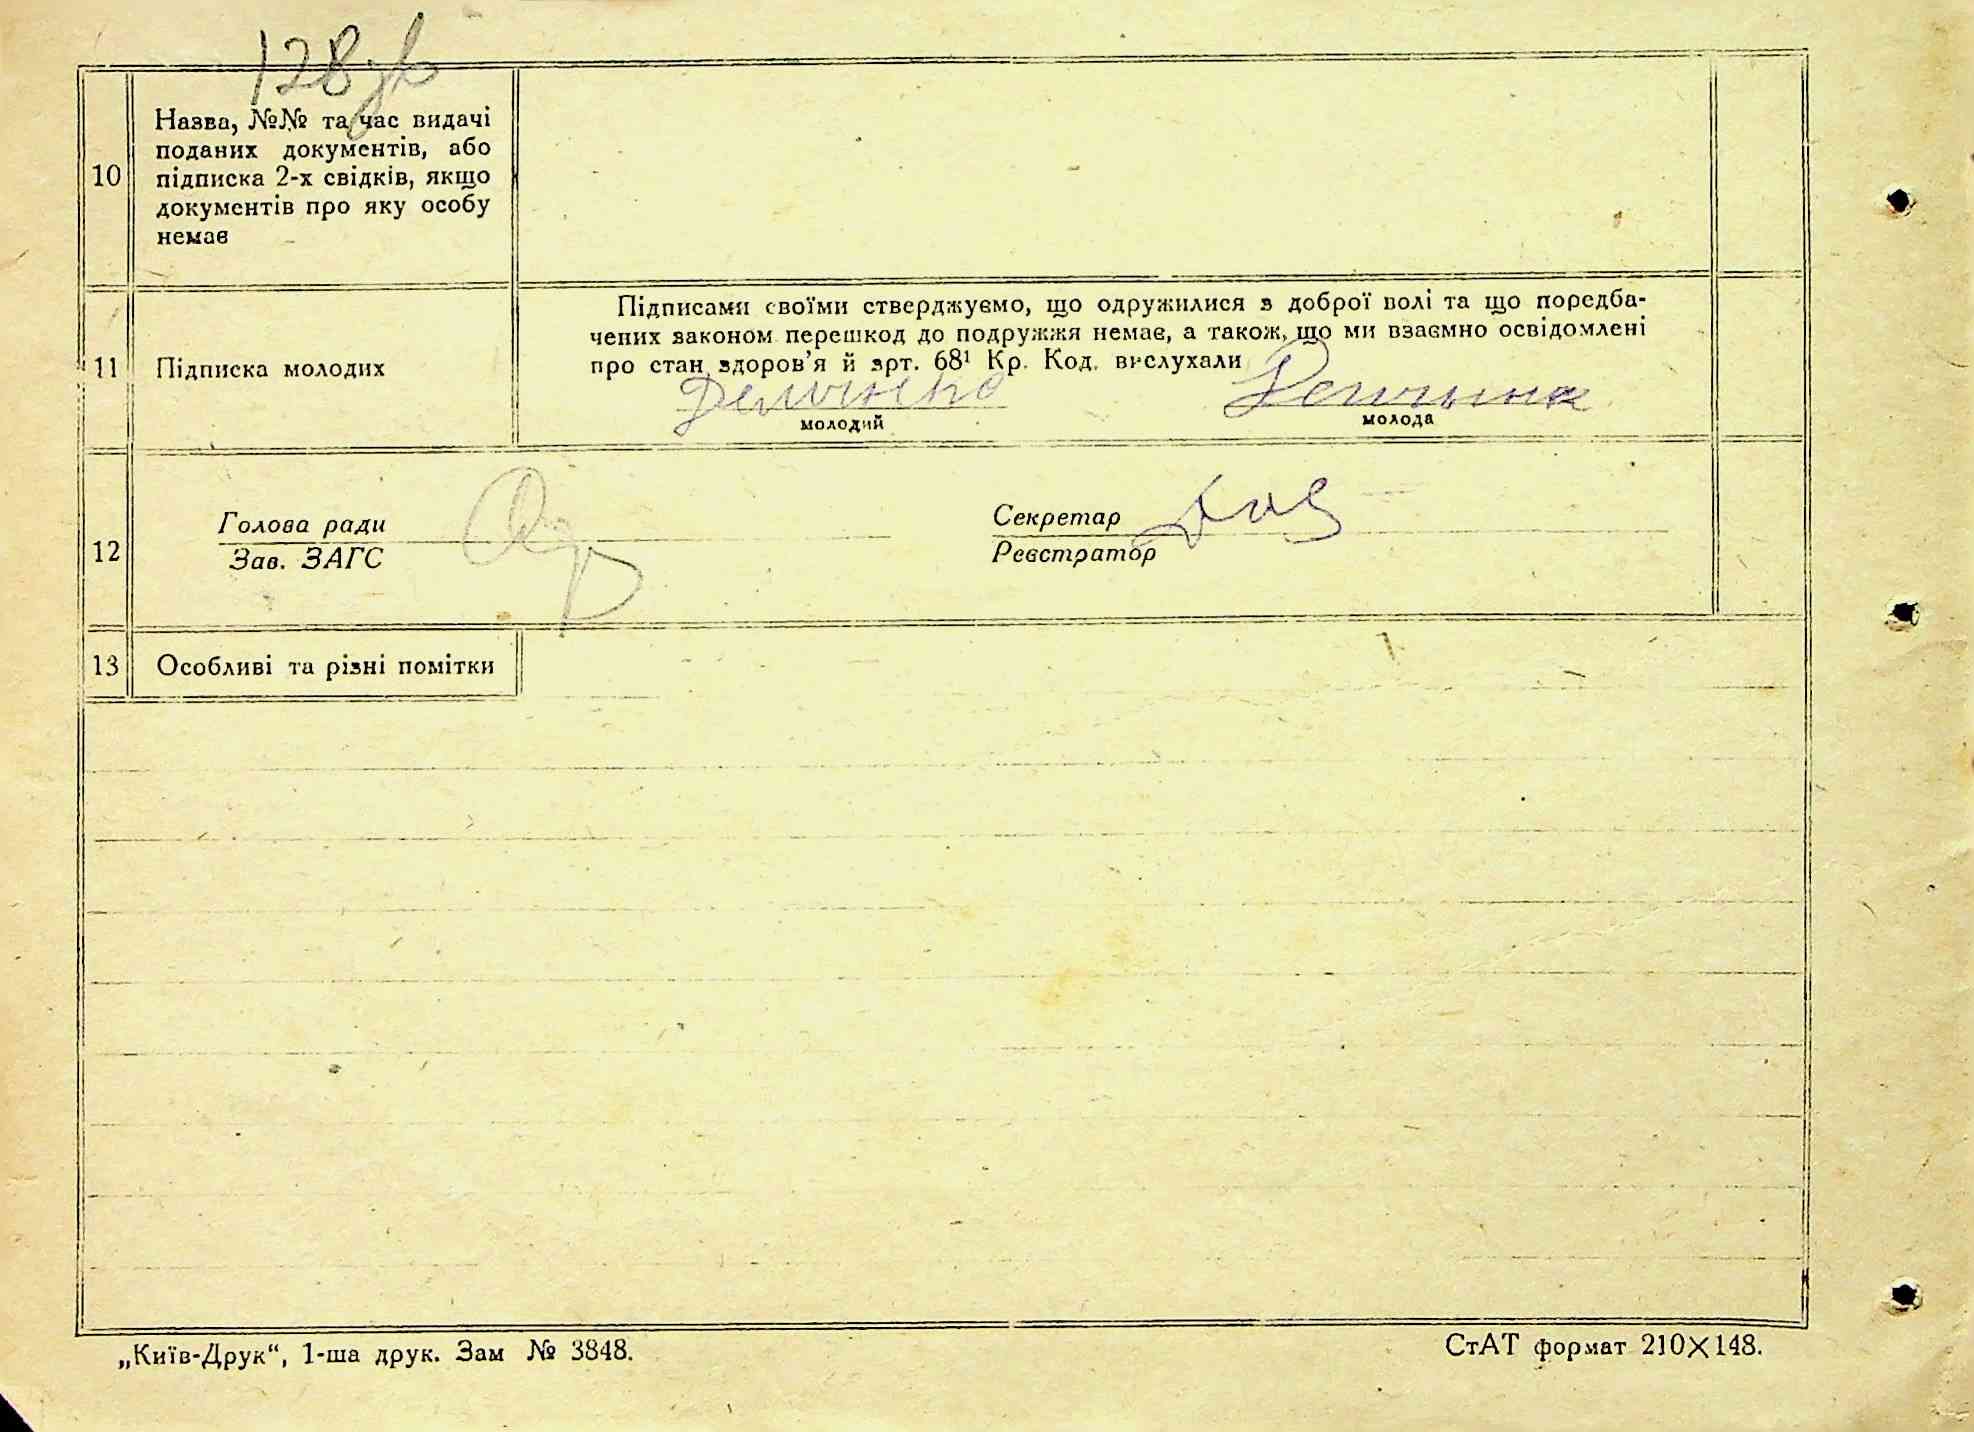 128 зв
Назва, №№ та час видачі
поданих документів, або
10 підписка 2-х свідків, якщо
документів про яку особу
немає
Підписами своїми стверджуємо, що одружилися з доброї волі та що поредба-
чених законом перешкод до подружжя немає, а також, що ми взаємно освідомлені
11 Підписка молодих про стан здоров'я й арт. 68¹ Кр. Код. вислухали
молодий молода
12
Голова ради Секретар
Зав. ЗАГС Реєстратор
13 Особливі та різні помітки
„Київ-Друк“, 1-ша друк. Зам № 3848. СтАТ формат 210×148.